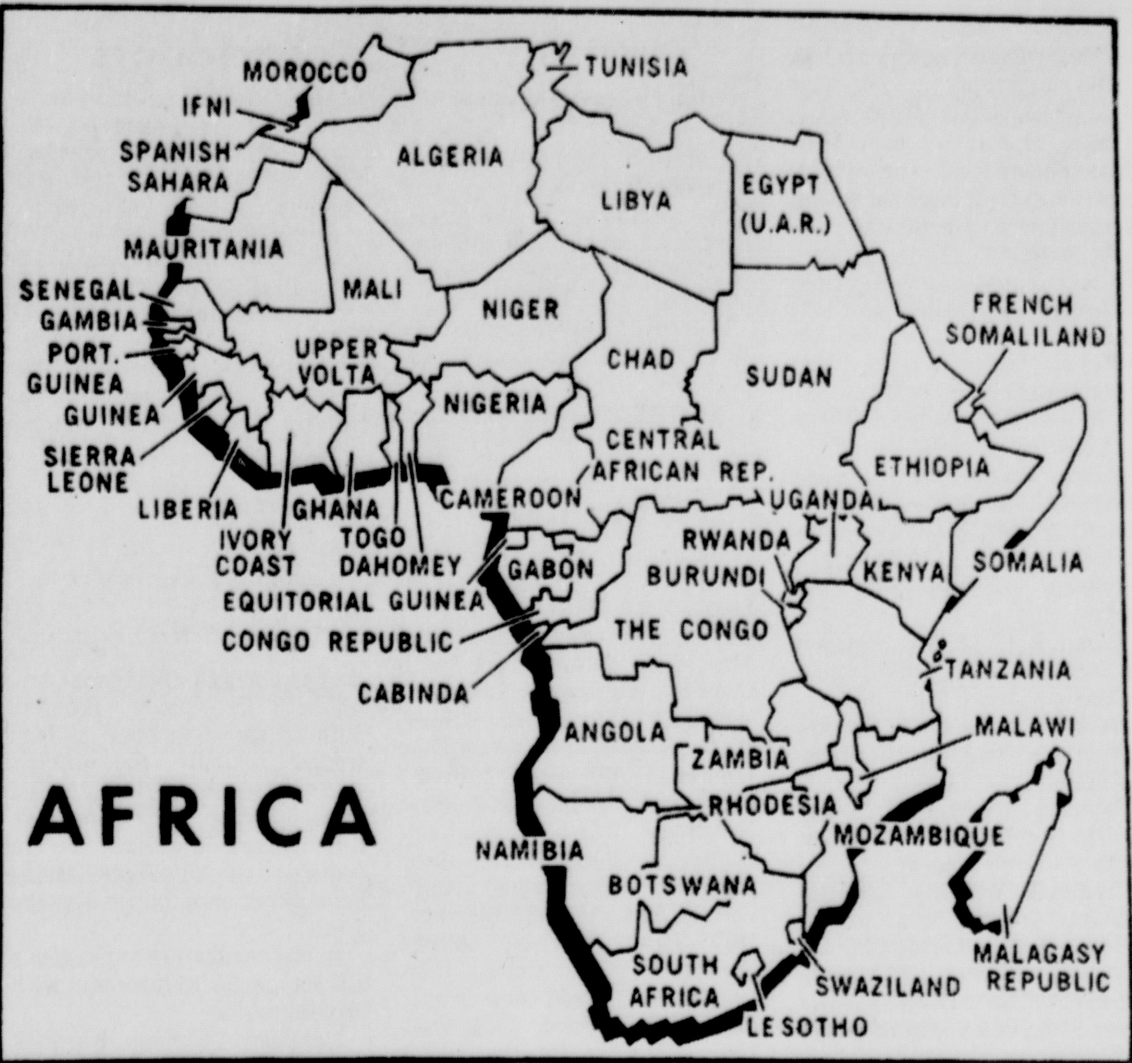 MOROCCO
TUNISIA
IFNI
SPANISH
SAHARA
ALGERIA
LIBYA
EGYPT
(U.A.R.)
MAURITANIA
SENEGAL
GAMBIA
PORT.
GUINEA
GUINEA
SIERRA
LEONE
LIBERIA
MALI
UPPER
VOLTA
NIGER
CHAD
SUDAN
FRENCH
SOMALILAND
NIGERIA
CENTRAL
AFRICAN REP.
ETHIOPIA
IVORY
COAST
GHANA
TOGO
DAHOMEY
CAMEROON
UGANDA
RWANDA
BURUNDI
KENYA
SOMALIA
EQUITORIAL GUINEA
GABON
CONGO REPUBLIC
THE CONGO
CABINDA
TANZANIA
ANGOLA
ZAMBIA
MALAWI
AFRICA
RHODESIA
MOZAMBIQUE
NAMIBIA
BOTSWANA
SOUTH
AFRICA
SWAZILAND
LESOTHO
MALAGASY
REPUBLIC